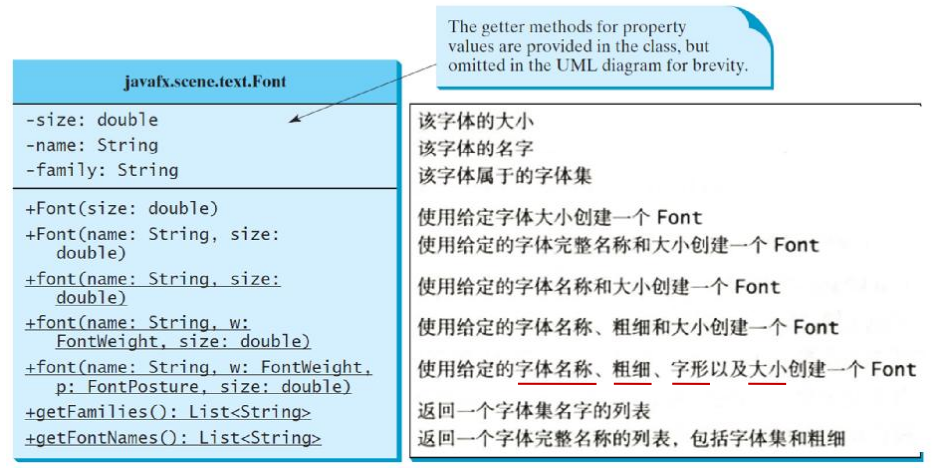 The getter methods for property
values are provided in the class, but
omitted in the UML diagram for brevity.
javafx.scene.text.Font
-size: double
-name: String
-family: String
+Font(size: double)
+Font(name: String, size:
double)
+font(name: String, size:
double)
+font(name: String, w:
FontWeight, size: double)
+font(name: String, w: FontWeight,
p: FontPosture, size: double)
+getFamilies(): List<String>
+getFontNames(): List<String>
该字体的大小
该字体的名字
该字体属于的字体集
使用给定字体大小创建一个 Font
使用给定的字体完整名称和大小创建一个 Font
使用给定的字体名称和大小创建一个 Font
使用给定的字体名称、粗细和大小创建一个 Font
使用给定的字体名称、粗细、字形以及大小创建一个 Font
返回一个字体集名字的列表
返回一个字体完整名称的列表，包括字体集和粗细